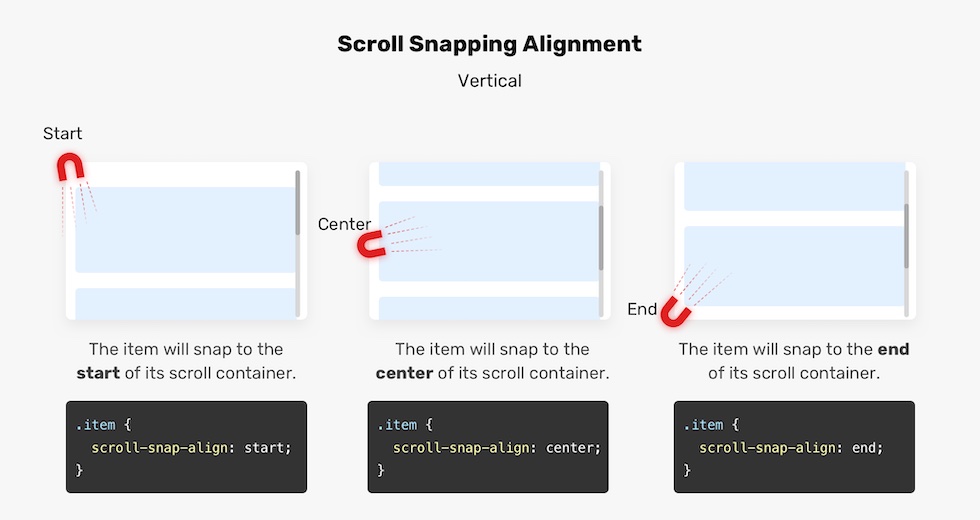 Scroll Snapping Alignment
Vertical
Start
Center
End
The item will snap to the
start of its scroll container.
.item {
  scroll-snap-align: start;
}
The item will snap to the
center of its scroll container.
.item {
  scroll-snap-align: center;
}
The item will snap to the end
of its scroll container.
.item {
  scroll-snap-align: end;
}